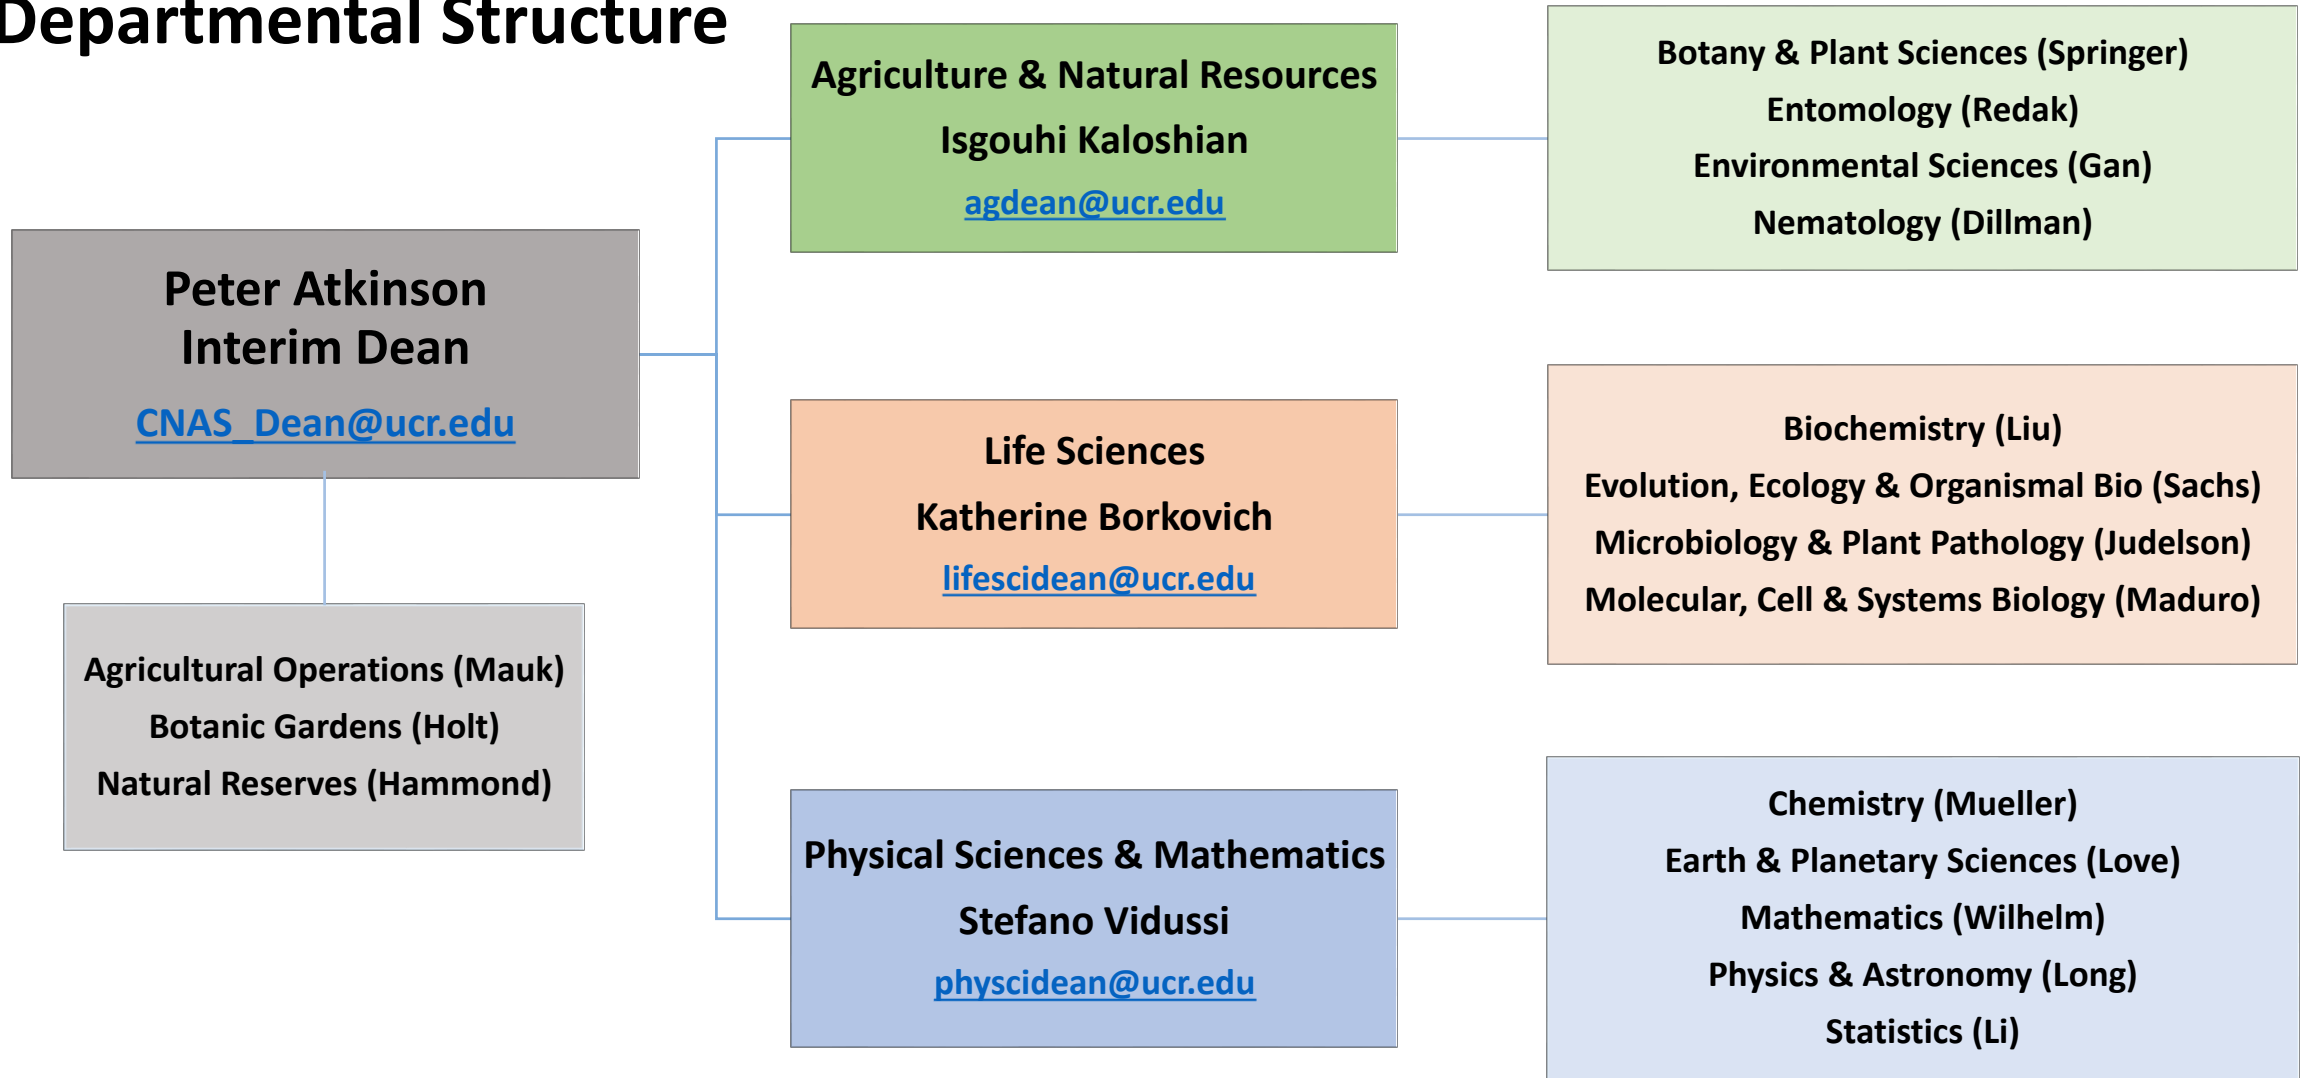 Departmental Structure
Peter Atkinson
Interim Dean
CNAS_Dean@ucr.edu
Agricultural Operations (Mauk)
Botanic Gardens (Holt)
Natural Reserves (Hammond)
Agriculture & Natural Resources
Isgouhi Kaloshian
agdean@ucr.edu
Botany & Plant Sciences (Springer)
Entomology (Redak)
Environmental Sciences (Gan)
Nematology (Dillman)
Life Sciences
Katherine Borkovich
lifescidean@ucr.edu
Biochemistry (Liu)
Evolution, Ecology & Organismal Bio (Sachs)
Microbiology & Plant Pathology (Judelson)
Molecular, Cell & Systems Biology (Maduro)
Physical Sciences & Mathematics
Stefano Vidussi
physcidean@ucr.edu
Chemistry (Mueller)
Earth & Planetary Sciences (Love)
Mathematics (Wilhelm)
Physics & Astronomy (Long)
Statistics (Li)